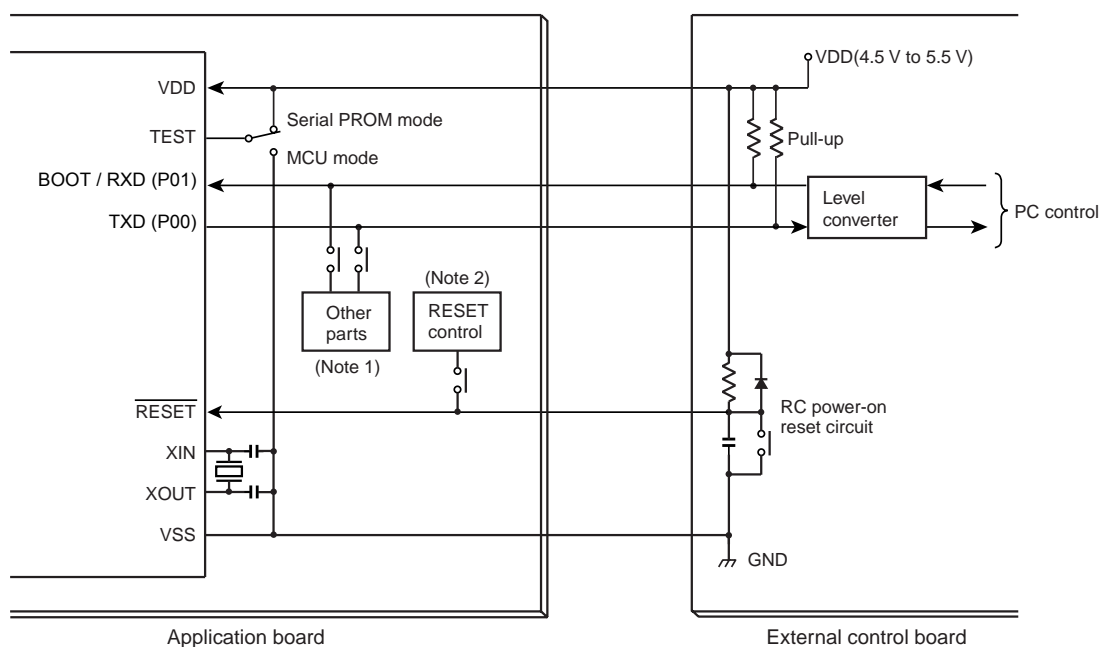 VDD(4.5 V to 5.5 V)
VDD
Serial PROM mode
TEST
Pull-up
MCU mode
BOOT / RXD (P01)
Level
converter
PC control
TXD (P00)
(Note 2)
Other
parts
RESET
control
(Note 1)
RESET
RC power-on
reset circuit
XIN
XOUT
VSS
GND
Application board
External control board